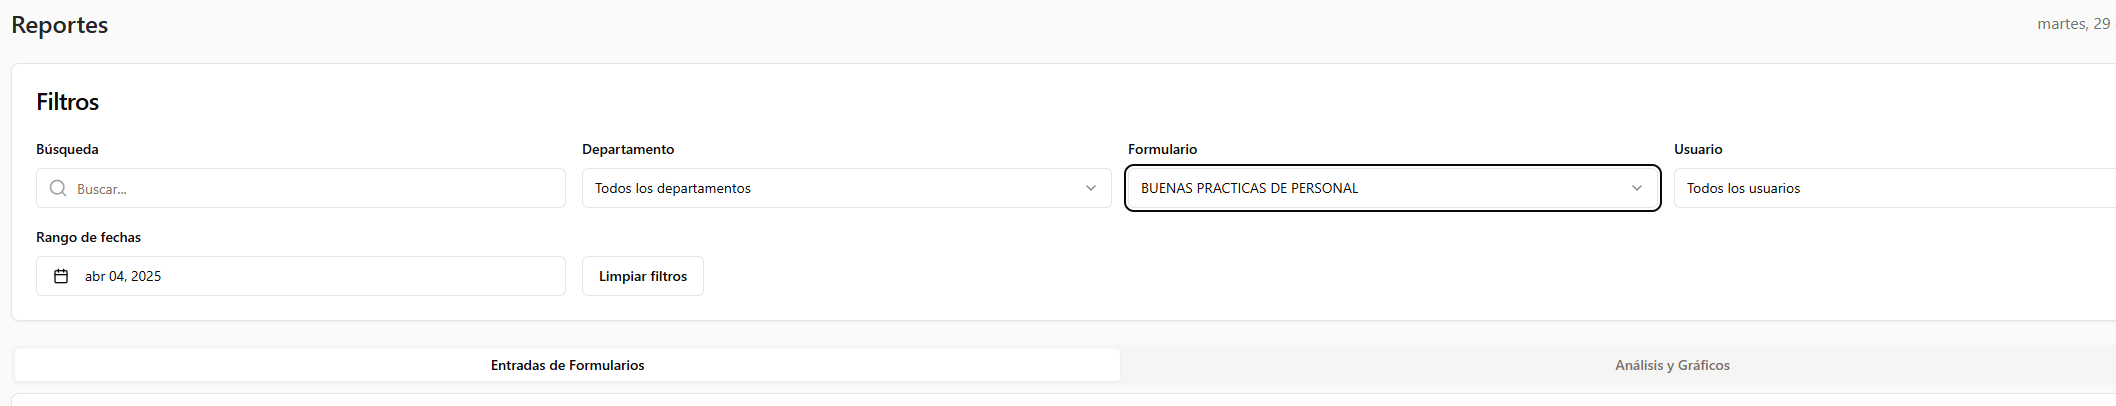 Reportes
martes, 29
Filtros
Búsqueda
Departamento
Formulario
Usuario
Buscar...
Todos los departamentos
BUENAS PRACTICAS DE PERSONAL
Todos los usuarios
Rango de fechas
abr 04, 2025
Limpiar filtros
Entradas de Formularios
Análisis y Gráficos